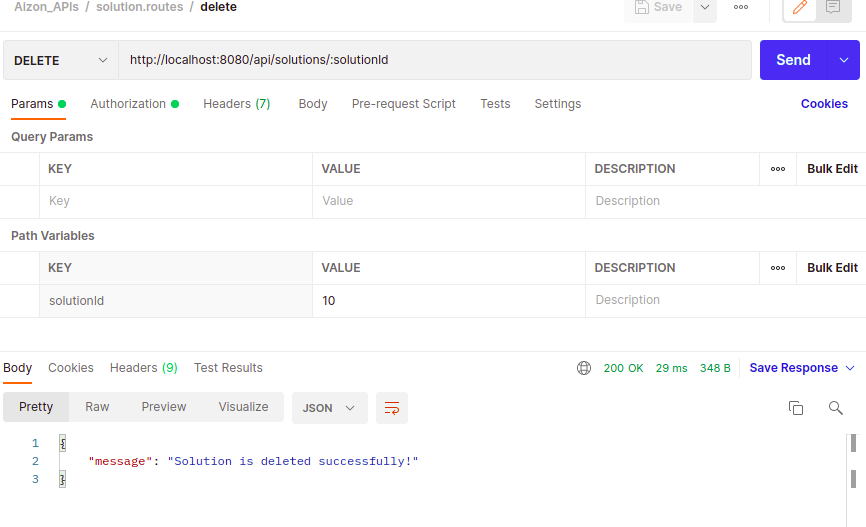 Aizon_APIs / solution.routes / delete
Save
DELETE http://localhost:8080/api/solutions/:solutionId Send
Params Authorization Headers (7) Body Pre-request Script Tests Settings Cookies
Query Params
KEY VALUE DESCRIPTION Bulk Edit
Key Value Description
Path Variables
KEY VALUE DESCRIPTION Bulk Edit
solutionId 10 Description
Body Cookies Headers (9) Test Results 200 OK 29 ms 348 B Save Response
Pretty Raw Preview Visualize JSON
1 {
2 "message": "Solution is deleted successfully!"
3 }